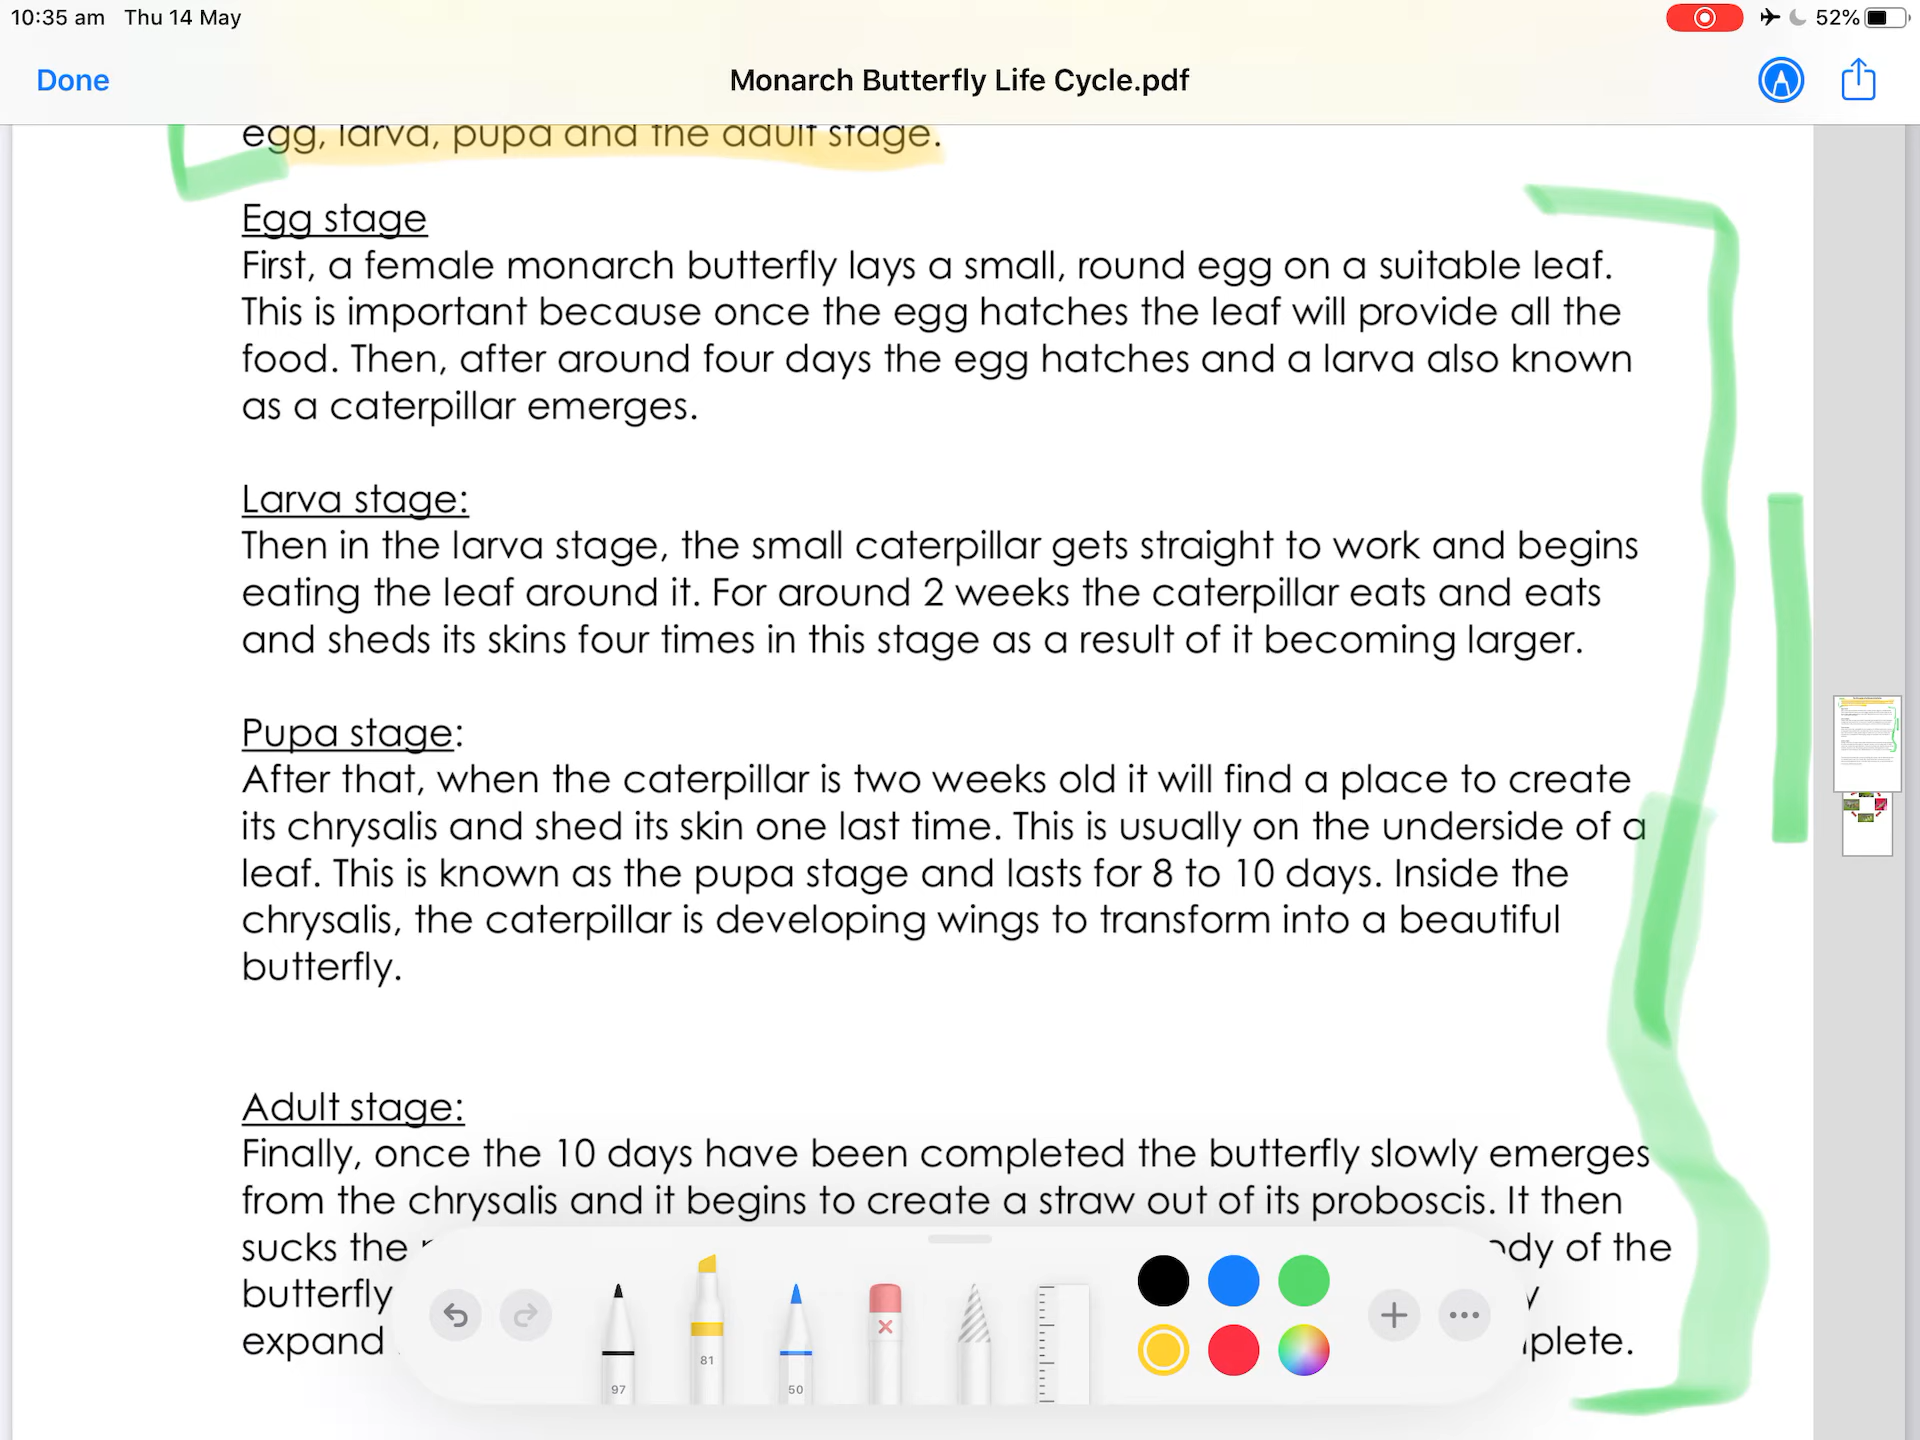 10:35 am Thu 14 May
52%
Done
Monarch Butterfly Life Cycle.pdf
egg, larva, pupa and the adult stage.
Egg stage
First, a female monarch butterfly lays a small, round egg on a suitable leaf.
This is important because once the egg hatches the leaf will provide all the
food. Then, after around four days the egg hatches and a larva also known
as a caterpillar emerges.
Larva stage:
Then in the larva stage, the small caterpillar gets straight to work and begins
eating the leaf around it. For around 2 weeks the caterpillar eats and eats
and sheds its skins four times in this stage as a result of it becoming larger.
Pupa stage:
After that, when the caterpillar is two weeks old it will find a place to create
its chrysalis and shed its skin one last time. This is usually on the underside of a
leaf. This is known as the pupa stage and lasts for 8 to 10 days. Inside the
chrysalis, the caterpillar is developing wings to transform into a beautiful
butterfly.
Adult stage:
Finally, once the 10 days have been completed the butterfly slowly emerges
from the chrysalis and it begins to create a straw out of its proboscis. It then
sucks the of the
butterfly
expand
97
81
50